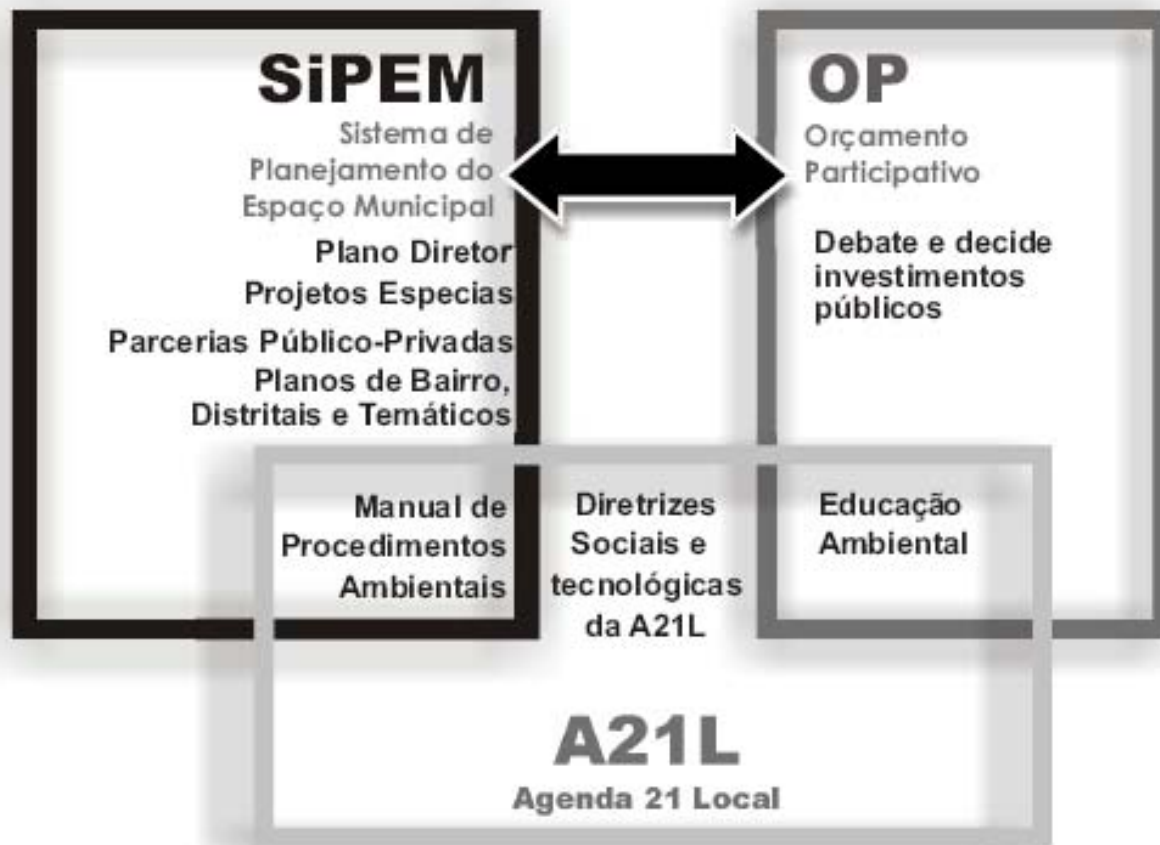 SiPEM
Sistema de
Planejamento do
Espaço Municipal
Plano Diretor
Projetos Especias
Parcerias Público-Privadas
Planos de Bairro,
Distritais e Temáticos
OP
Orçamento
Participativo
Debate e decide
investimentos
públicos
Manual de
Procedimentos
Ambientais
Diretrizes
Sociais e
tecnológicas
da A21L
Educação
Ambiental
A21L
Agenda 21 Local